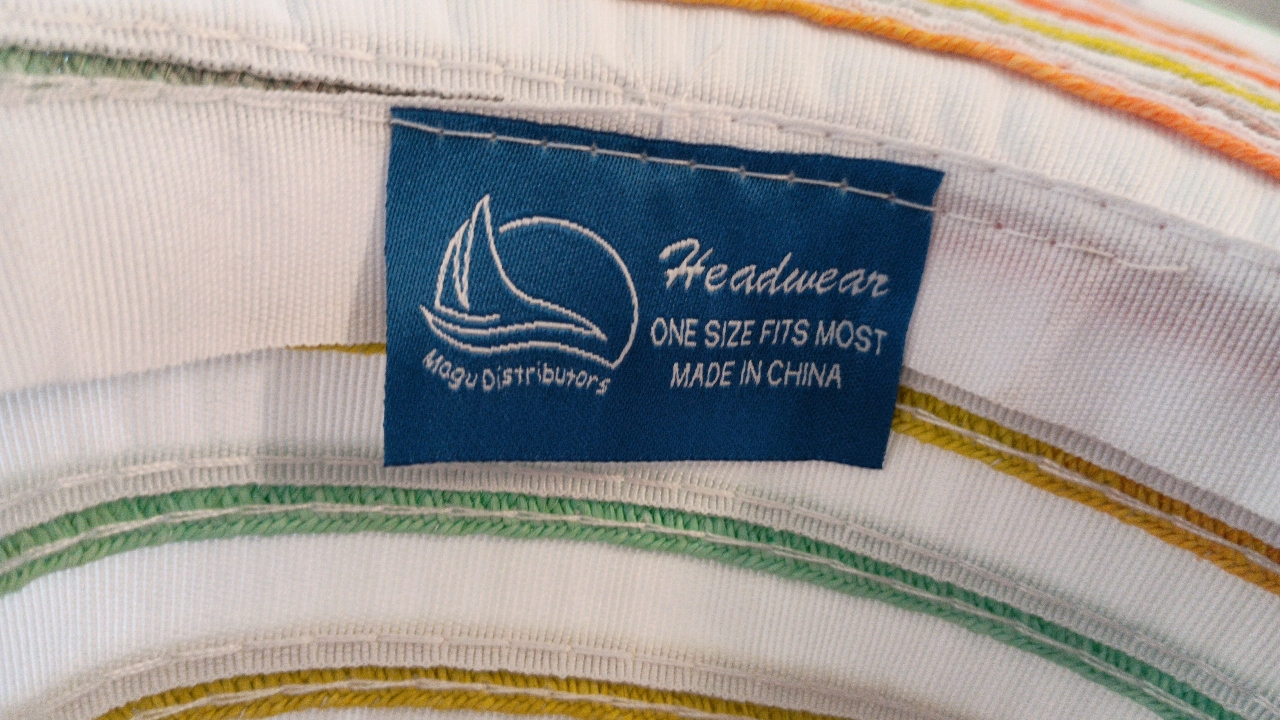 Headwear
ONE SIZE FITS MOST
MADE IN CHINA
Magu Distributors